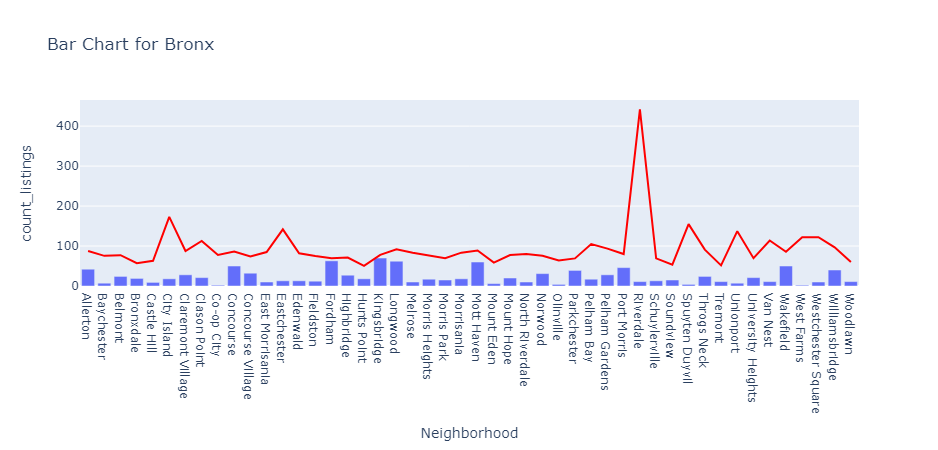 Bar Chart for Bronx
count_listings
400
300
200
100
0
Allerton
Baychester
Belmont
Bronxdale
Castle Hill
City Island
Claremont Village
Clason Point
Co-op City
Concourse
Concourse Village
East Morrisania
Eastchester
Edenwald
Fieldston
Fordham
Highbridge
Hunts Point
Kingsbridge
Longwood
Melrose
Morris Heights
Morris Park
Morrisania
Mott Haven
Mount Eden
Mount Hope
North Riverdale
Norwood
Olinville
Parkchester
Pelham Bay
Pelham Gardens
Port Morris
Riverdale
Schuylerville
Soundview
Spuyten Duyvil
Throgs Neck
Tremont
Unionport
University Heights
Van Nest
Wakefield
West Farms
Westchester Square
Williamsbridge
Woodlawn
Neighborhood